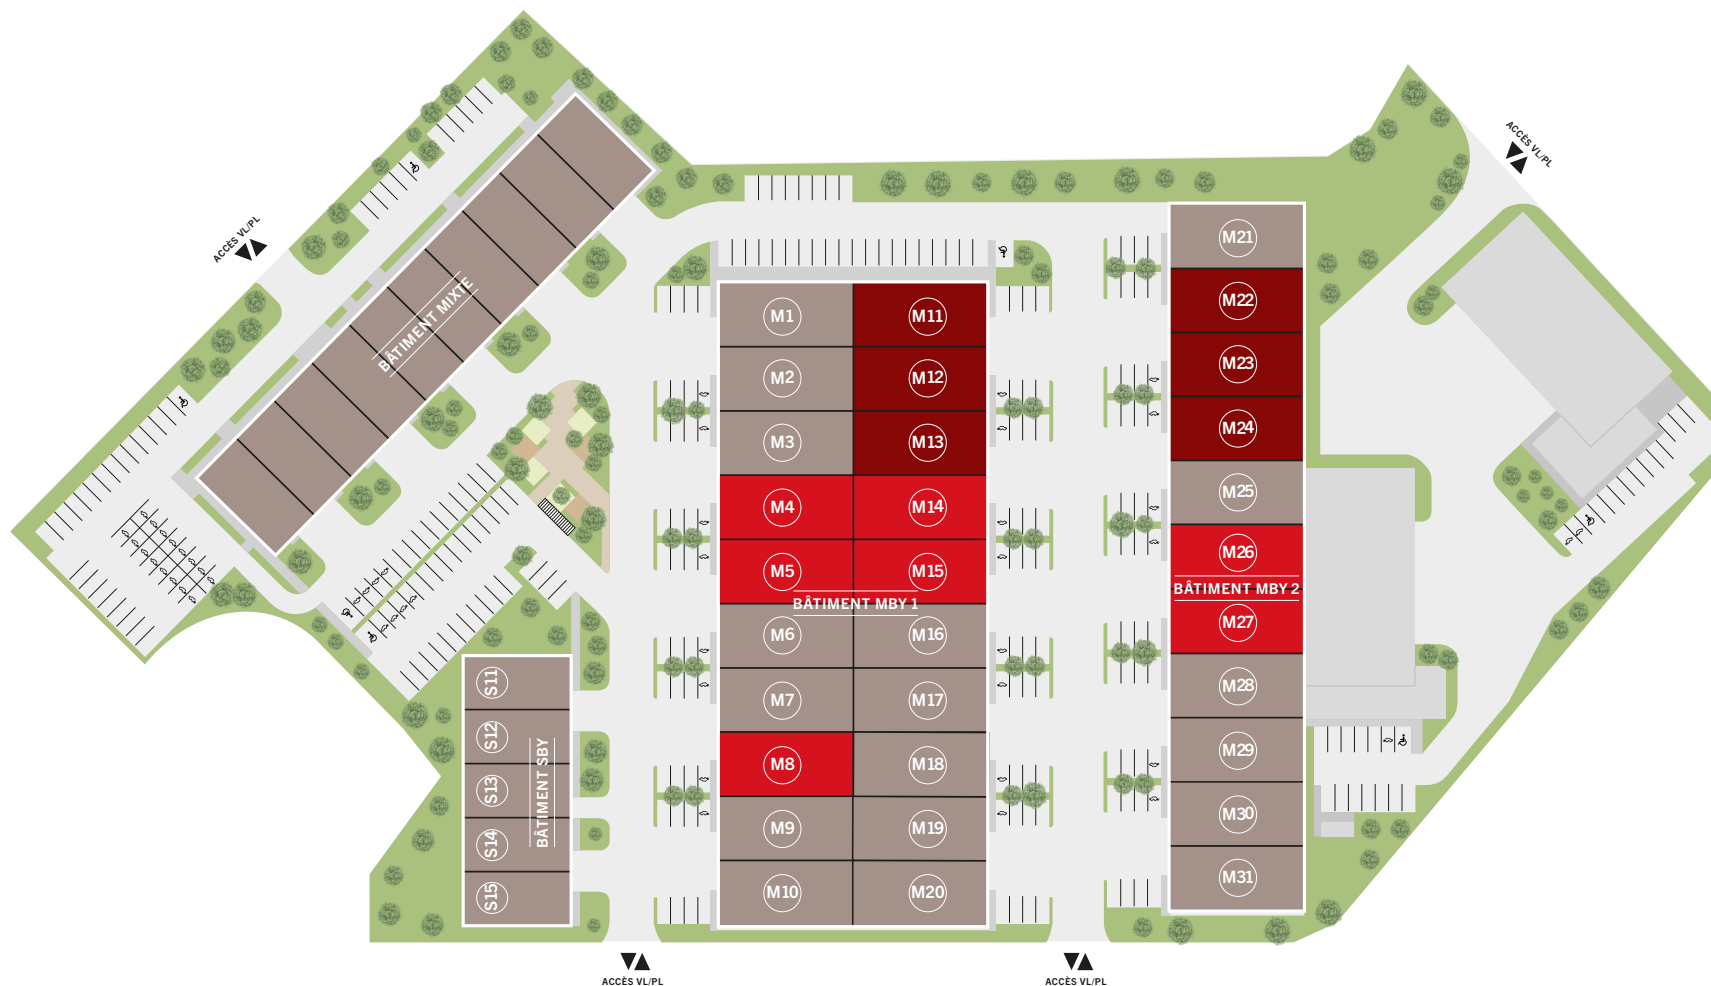 ACCÈS VL/PL
ACCÈS VL/PL
BÂTIMENT MIXTE
M1
M11
M2
M12
M3
M13
M4
M14
M5
M15
BÂTIMENT MBY 1
M6
M16
M7
M17
M8
M18
M9
M19
M10
M20
M21
M22
M23
M24
M25
M26
BÂTIMENT MBY 2
M27
M28
M29
M30
M31
S11
S12
S13
S14
S15
BÂTIMENT SBY
ACCÈS VL/PL
ACCÈS VL/PL